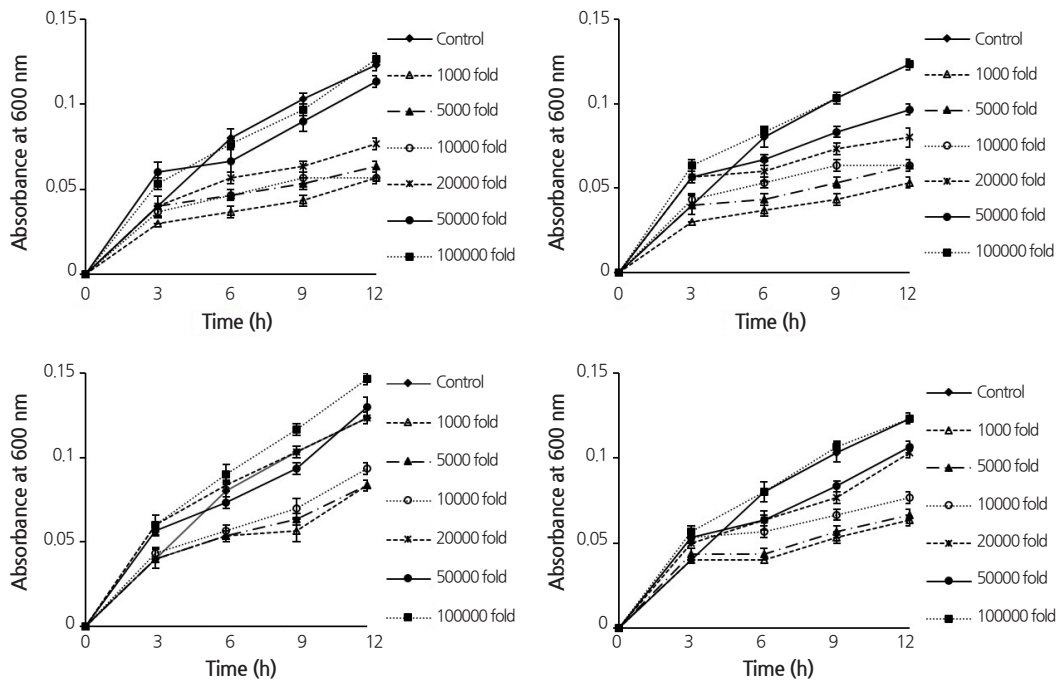 0.15
0.1
0.05
0
Absorbance at 600 nm
0 3 6 9 12
Time (h)
Control
1000 fold
5000 fold
10000 fold
20000 fold
50000 fold
100000 fold
0.15
0.1
0.05
0
Absorbance at 600 nm
0 3 6 9 12
Time (h)
Control
1000 fold
5000 fold
10000 fold
20000 fold
50000 fold
100000 fold
0.15
0.1
0.05
0
Absorbance at 600 nm
0 3 6 9 12
Time (h)
Control
1000 fold
5000 fold
10000 fold
20000 fold
50000 fold
100000 fold
0.15
0.1
0.05
0
Absorbance at 600 nm
0 3 6 9 12
Time (h)
Control
1000 fold
5000 fold
10000 fold
20000 fold
50000 fold
100000 fold